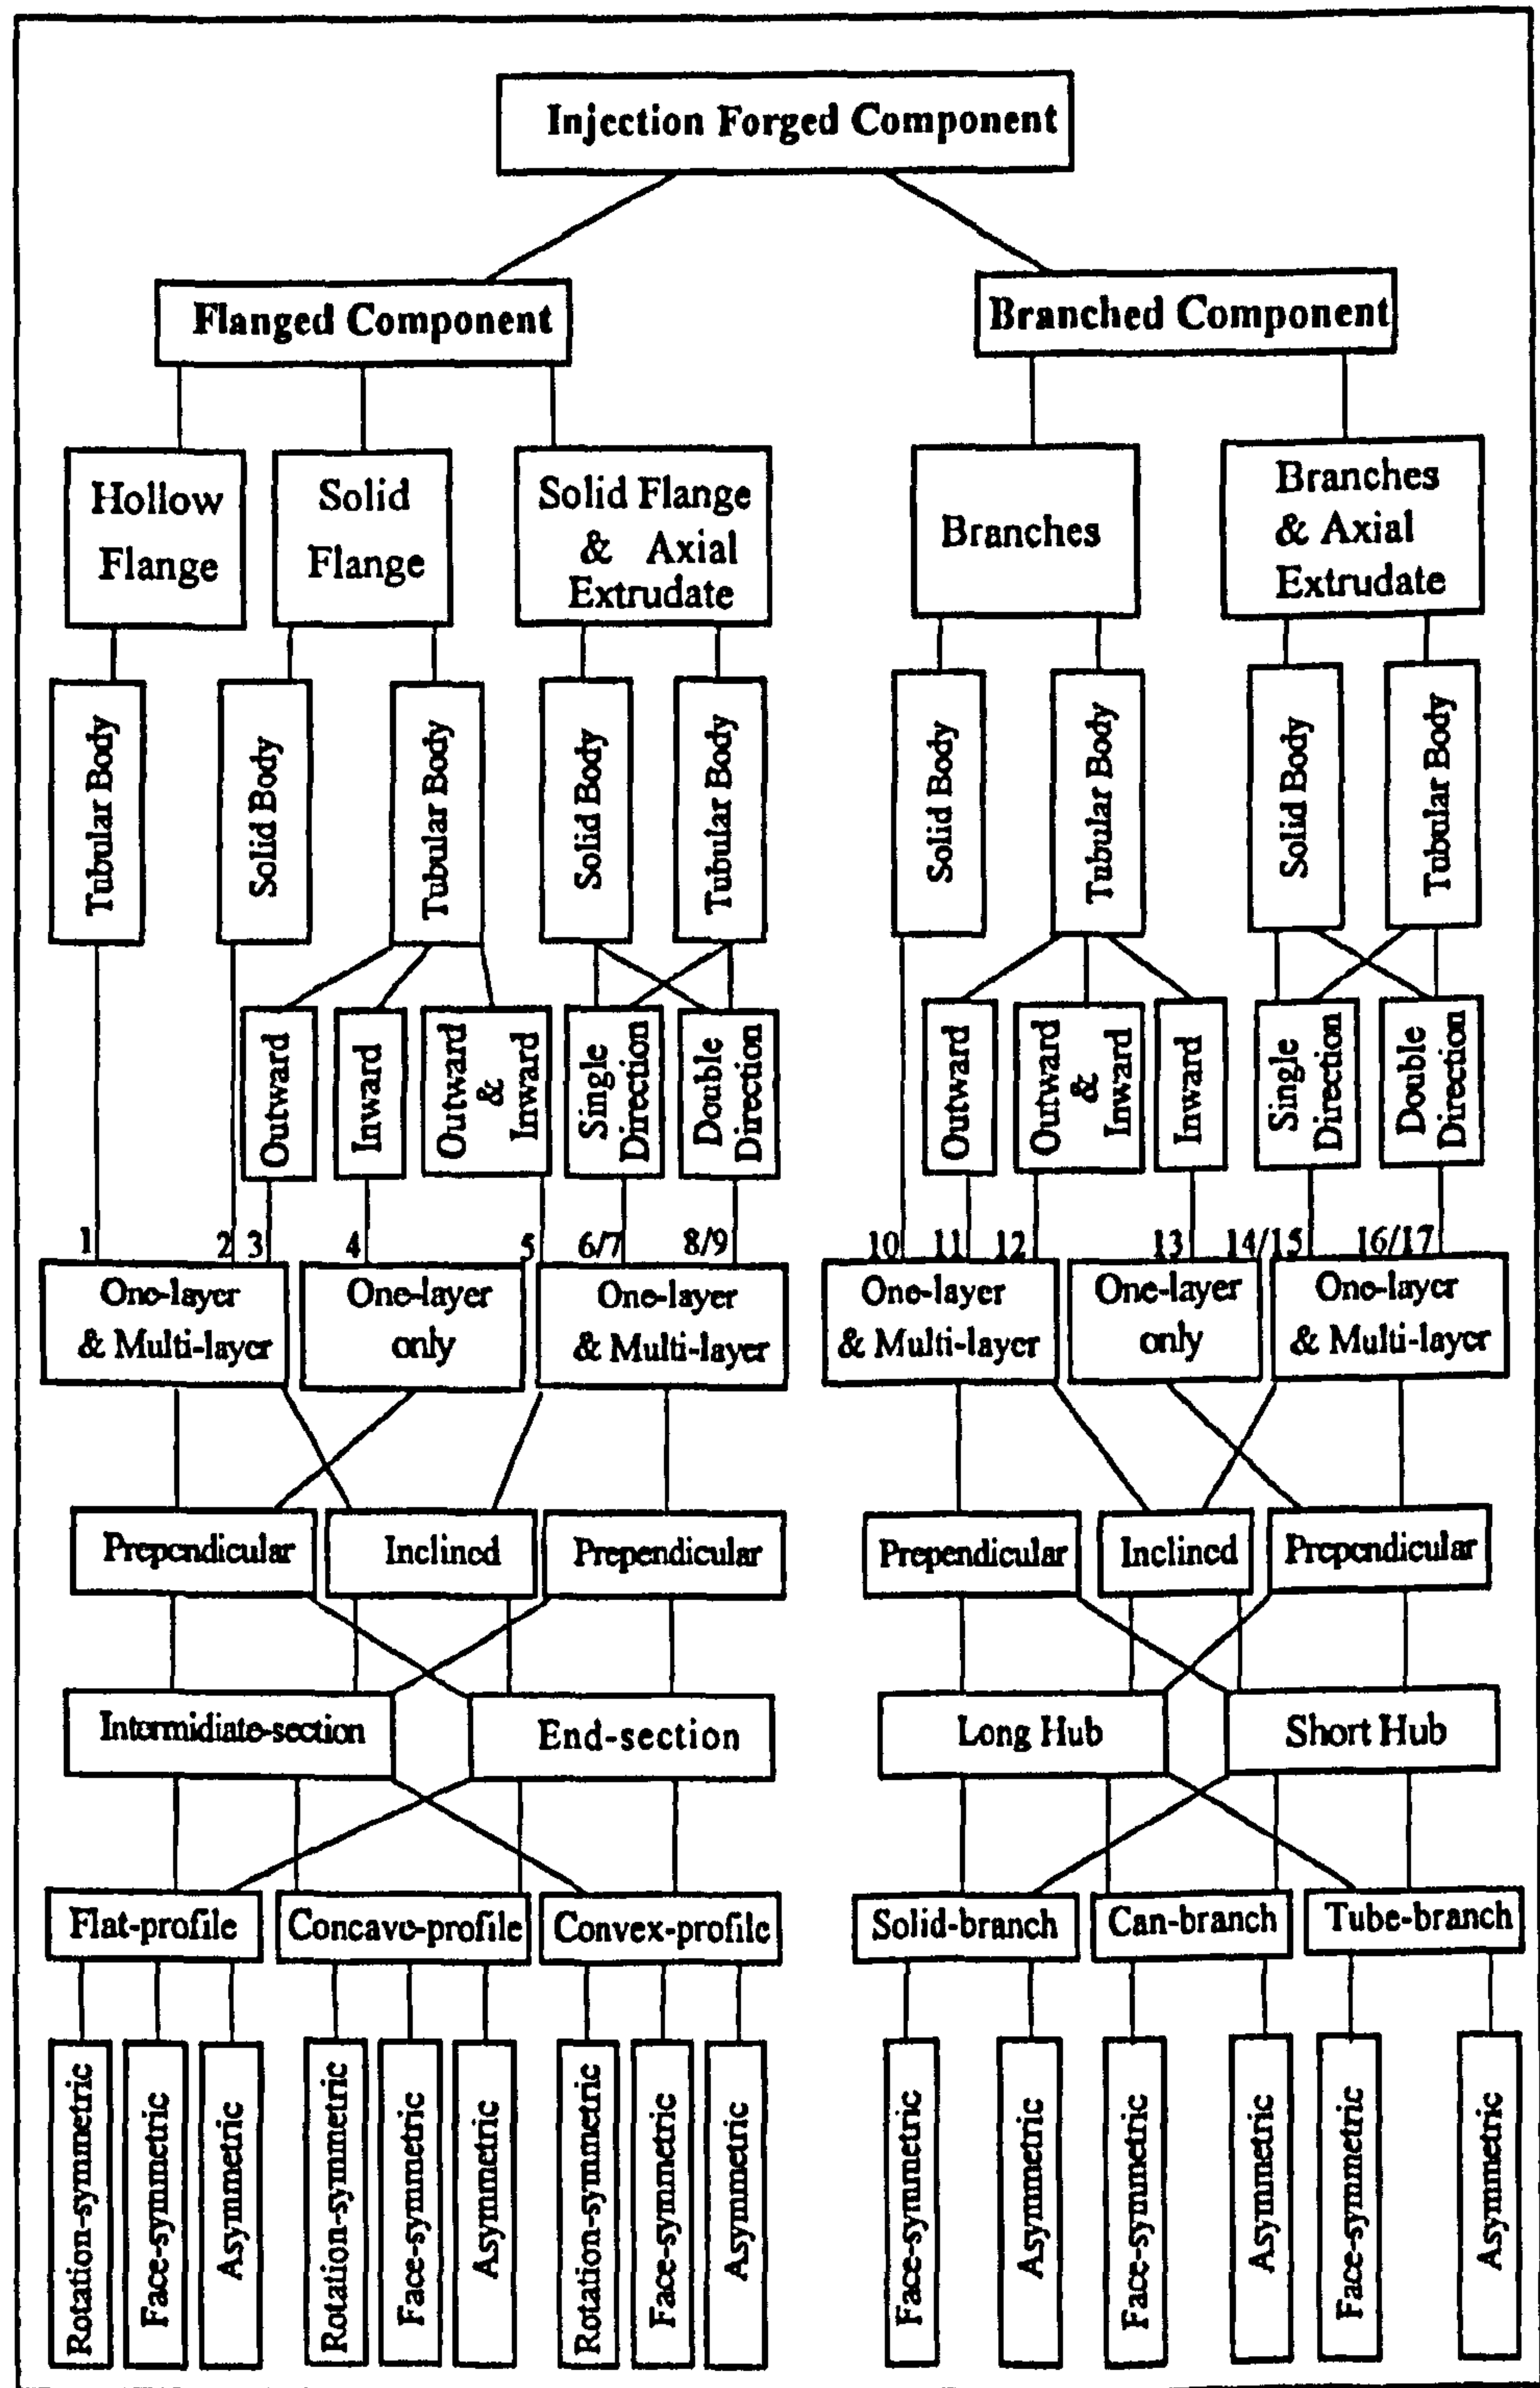 Injection Forged Component
Flanged Component
Branched Component
Hollow
Flange
Solid
Flange
Solid Flange
& Axial
Extrudate
Branches
Branches
& Axial
Extrudate
Tubular Body
Solid Body
Tubular Body
Solid Body
Tubular Body
Solid Body
Tubular Body
Solid Body
Tubular Body
Outward
Inward
Outward
&
Inward
Single
Direction
Double
Direction
Outward
Outward
&
Inward
Inward
Single
Direction
Double
Direction
1
2
3
4
5
6/7
8/9
10
11
12
13
14/15
16/17
One-layer
& Multi-layer
One-layer
only
One-layer
& Multi-layer
One-layer
& Multi-layer
One-layer
only
One-layer
& Multi-layer
Prependicular
Inclined
Prependicular
Prependicular
Inclined
Prependicular
Intermidiate-section
End-section
Long Hub
Short Hub
Flat-profile
Concave-profile
Convex-profile
Solid-branch
Can-branch
Tube-branch
Rotation-symmetric
Face-symmetric
Asymmetric
Rotation-symmetric
Face-symmetric
Asymmetric
Rotation-symmetric
Face-symmetric
Asymmetric
Face-symmetric
Asymmetric
Face-symmetric
Asymmetric
Face-symmetric
Asymmetric